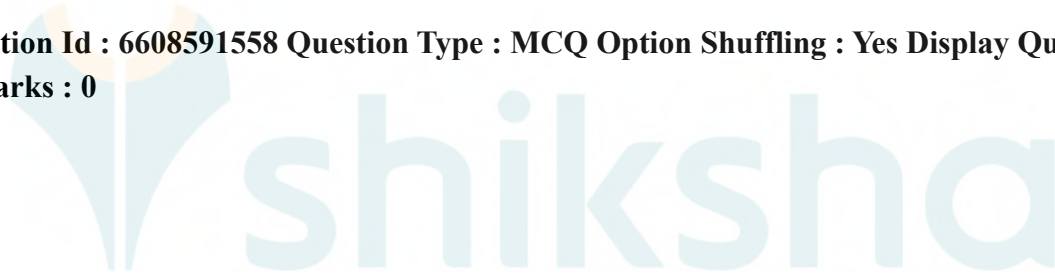 tion Id : 6608591558 Question Type : MCQ Option Shuffling : Yes Display Qu
arks : 0
shiksha